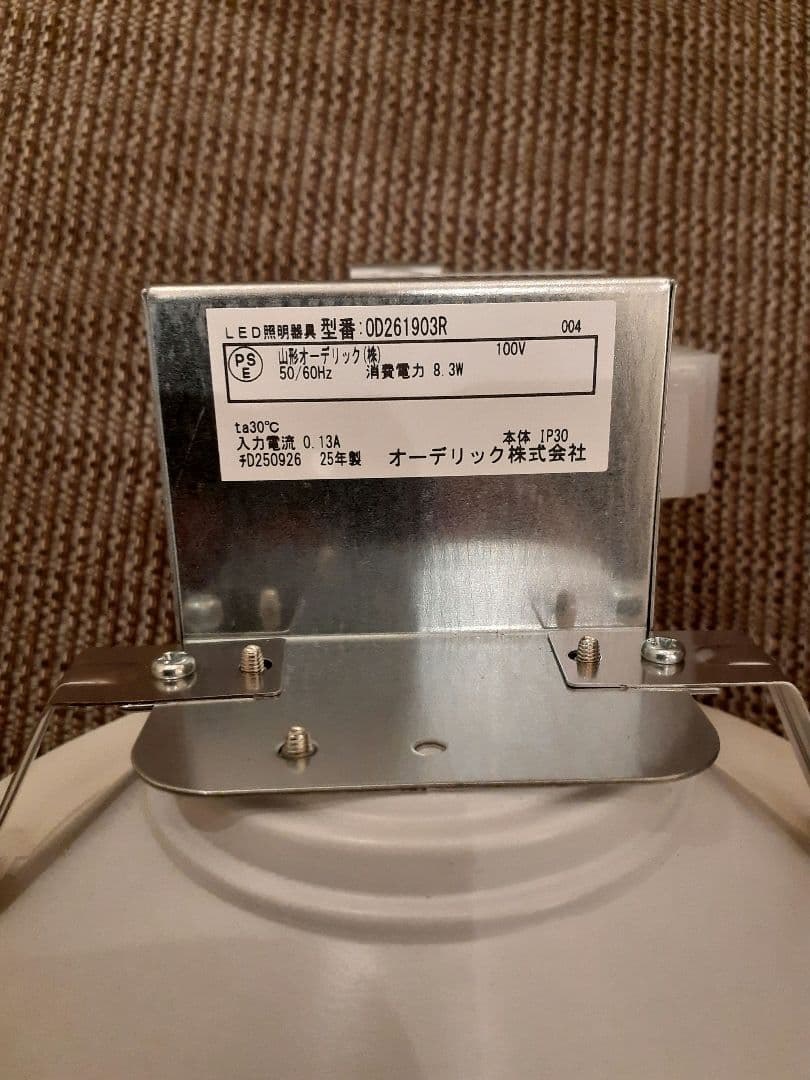 LED照明器具 型番:OD261903R 004
PSE 山形オーデリック(株) 100V
50/60Hz 消費電力 8.3W
ta30℃
入力電流 0.13A 本体 IP30
ﾁD250926 25年製 オーデリック株式会社